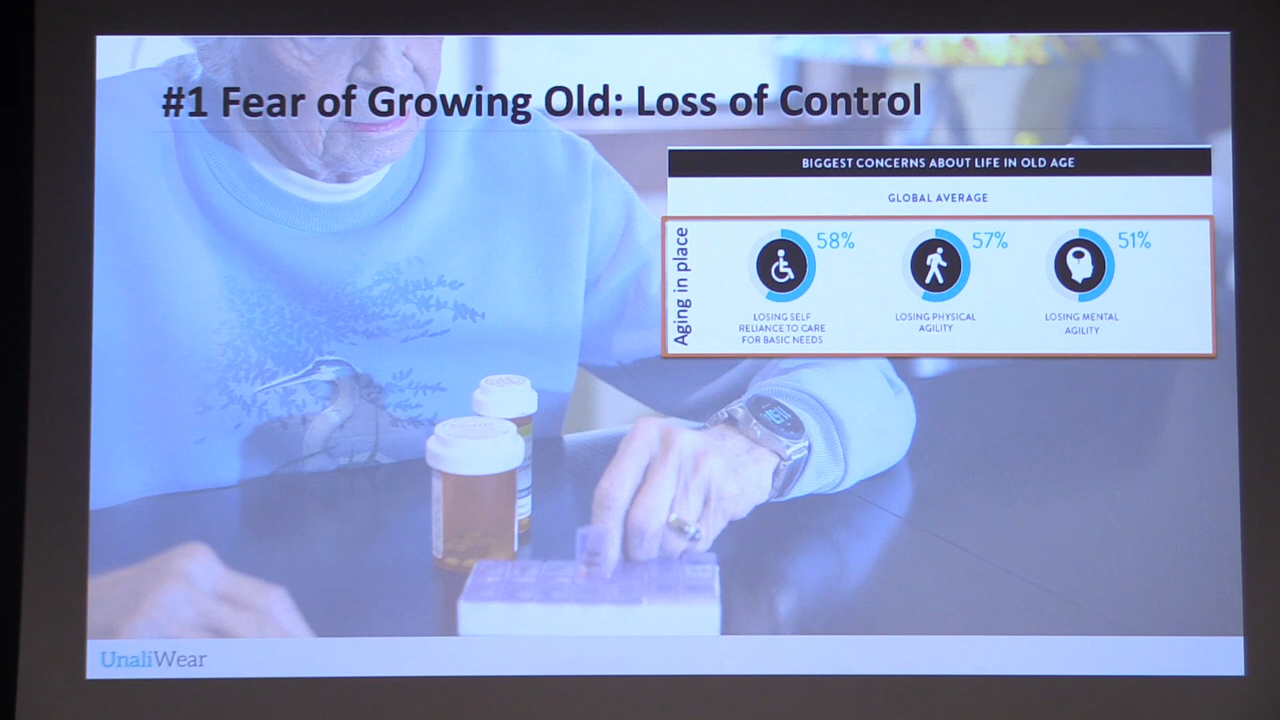 #1 Fear of Growing Old: Loss of Control
BIGGEST CONCERNS ABOUT LIFE IN OLD AGE
GLOBAL AVERAGE
Aging in place
58%
57%
51%
LOSING SELF
RELIANCE TO CARE
FOR BASIC NEEDS
LOSING PHYSICAL
AGILITY
LOSING MENTAL
AGILITY
UnaliWear